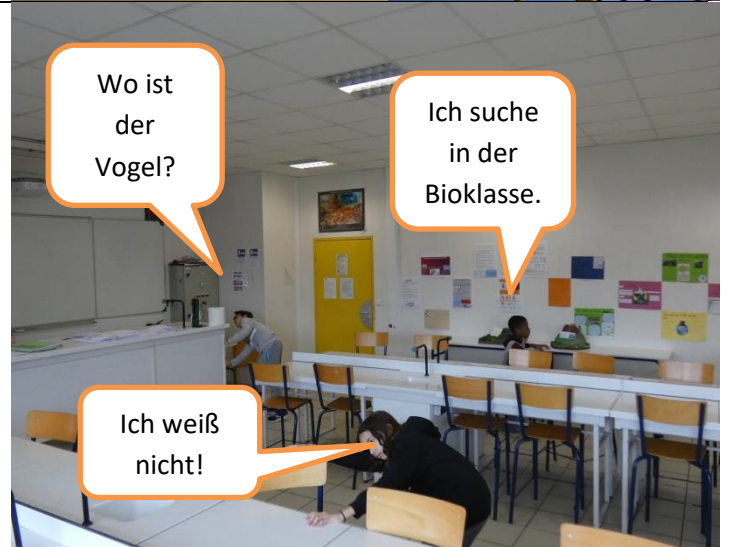 Wo ist
der
Vogel?
Ich suche
in der
Bioklasse.
Ich weiß
nicht!